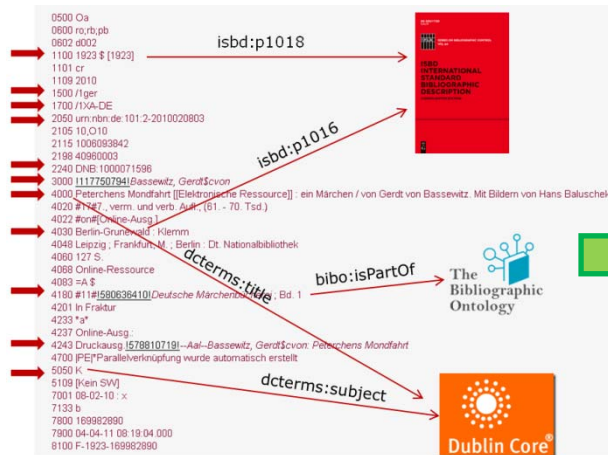 0500 Oa
0600 ro;rb;pb
0602 d002
1100 1923 $ [1923]
1101 cr
1109 2010
1500 /1ger
1700 /1XA-DE
2050 urn:nbn:de:101:2-2010020803
2105 10,O10
2115 1006093842
2198 40960003
2240 DNB:1000071596
3000 !117750794!Bassewitz, Gerdt$cvon
4000 Peterchens Mondfahrt [[Elektronische Ressource]] : ein Märchen / von Gerdt von Bassewitz. Mit Bildern von Hans Baluschek
4020 #17#7., verm. und verb. Aufl., (61. - 70. Tsd.)
4022 #on#[Online-Ausg.]
4030 Berlin-Grunewald : Klemm
4048 Leipzig ; Frankfurt, M. ; Berlin : Dt. Nationalbibliothek
4060 127 S.
4068 Online-Ressource
4083 =A $
4180 #11#!580636410!Deutsche ; Bd. 1
4201 In Fraktur
4233 *a*
4237 Online-Ausg.:
4243 Druckausg.!578810719!--Aal--Bassewitz, Gerdt$cvon: Peterchens Mondfahrt
4700 |PE|*Parallelverknüpfung wurde automatisch erstellt
5050 K
5109 [Kein SW]
7001 08-02-10 : x
7133 b
7800 169982890
7900 04-04-11 08:19:04.000
8100 F-1923-169982890
isbd:p1018
isbd:p1016
dcterms:title
bibo:isPartOf
dcterms:subject
ISBD
INTERNATIONAL
STANDARD
BIBLIOGRAPHIC
DESCRIPTION
The
Bibliographic
Ontology
Dublin Core®